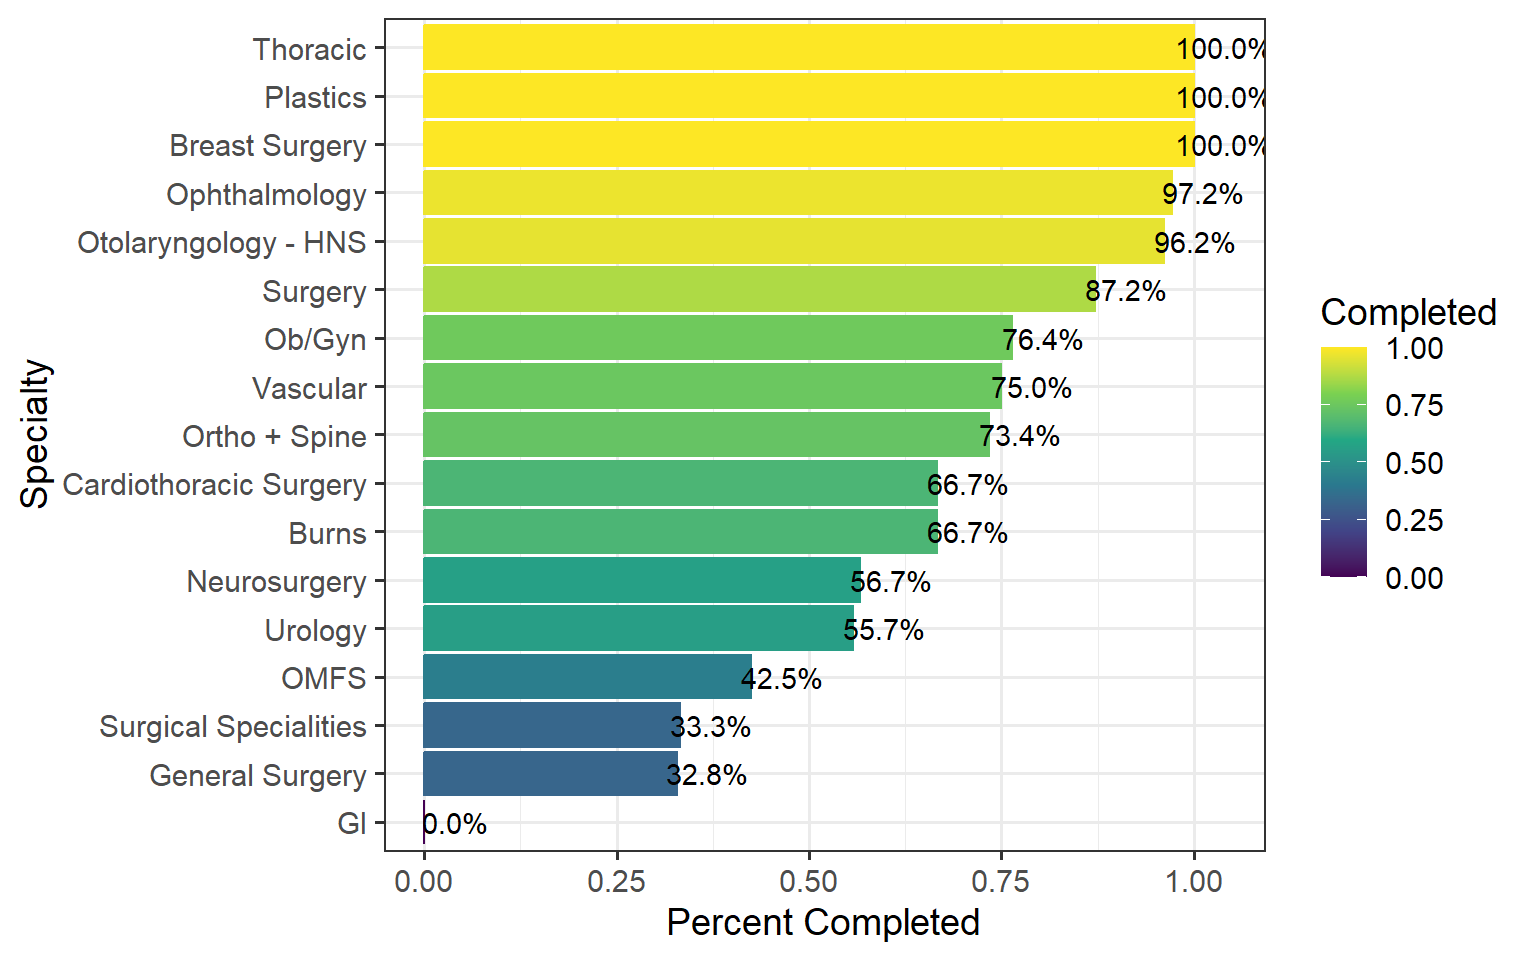 Thoracic 100.0%
Plastics 100.0%
Breast Surgery 100.0%
Ophthalmology 97.2%
Otolaryngology - HNS 96.2%
Surgery 87.2%
Ob/Gyn 76.4%
Vascular 75.0%
Ortho + Spine 73.4%
Cardiothoracic Surgery 66.7%
Burns 66.7%
Neurosurgery 56.7%
Urology 55.7%
OMFS 42.5%
Surgical Specialities 33.3%
General Surgery 32.8%
GI 0.0%
0.00 0.25 0.50 0.75 1.00
Percent Completed
Specialty
Completed
1.00
0.75
0.50
0.25
0.00